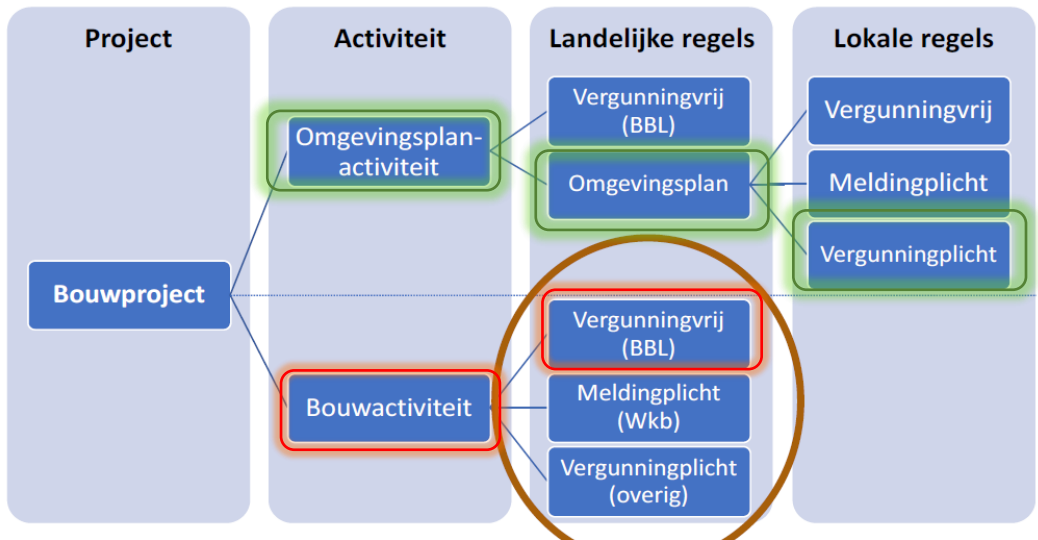 Project
Activiteit
Landelijke regels
Lokale regels
Bouwproject
Omgevingsplan-
activiteit
Bouwactiviteit
Vergunningvrij
(BBL)
Omgevingsplan
Vergunningvrij
(BBL)
Meldingplicht
(Wkb)
Vergunningplicht
(overig)
Vergunningvrij
Meldingplicht
Vergunningplicht